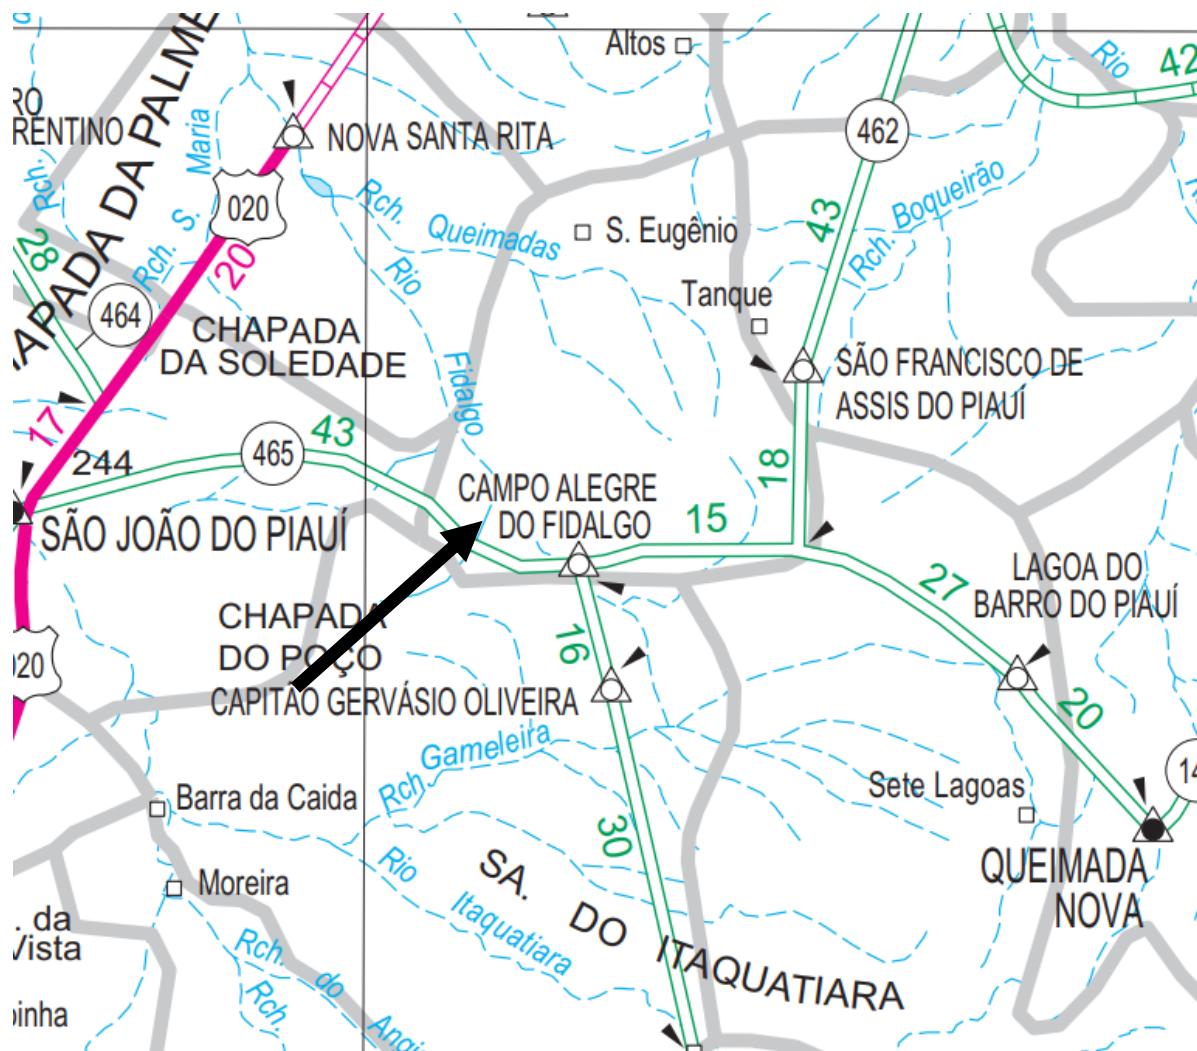 Altos
Rio
42
RO
RENTINO
Rch.
APADA DA PALME
Maria
S.
Rch.
NOVA SANTA RITA
462
020
20
28
464
Rch.
Queimadas
Rio
Fidalgo
S. Eugênio
Tanque
43
Rch. Boqueirão
CHAPADA
DA SOLEDADE
SÃO FRANCISCO DE
ASSIS DO PIAUÍ
17
244
465
43
18
CAMPO ALEGRE
DO FIDALGO
15
SÃO JOÃO DO PIAUÍ
27
LAGOA DO
BARRO DO PIAUÍ
CHAPADA
DO POÇO
020
16
CAPITÃO GERVÁSIO OLIVEIRA
20
Rch. Gameleira
Sete Lagoas
14
Barra da Caida
30
QUEIMADA
NOVA
Moreira
Rio
Itaquatiara
SA. DO ITAQUATIARA
. da
Vista
Rch. do
Angi
Rch.
inha